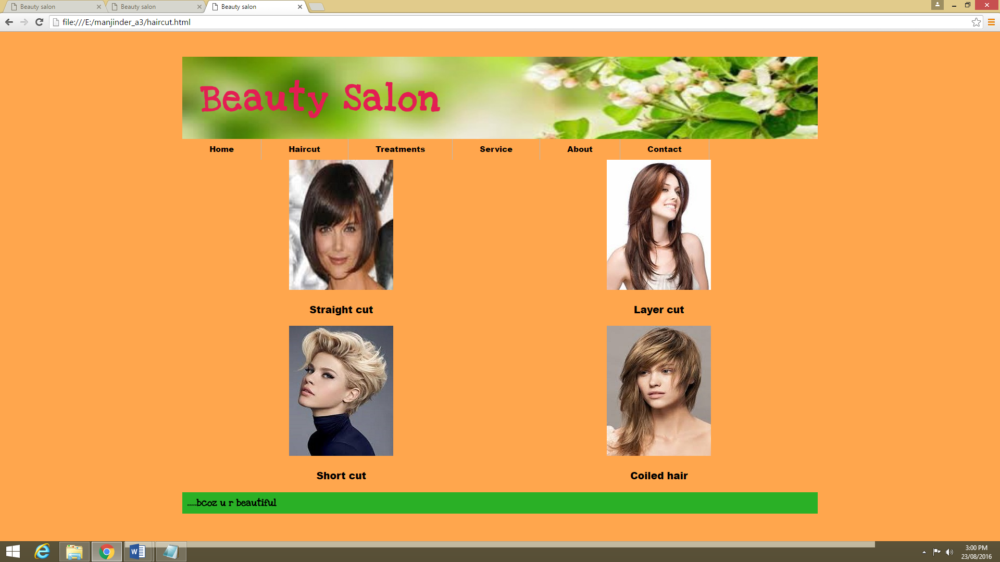 Beauty salon
Beauty salon
Beauty salon
file:///E:/manjinder_a3/haircut.html
Beauty Salon
Home
Haircut
Treatments
Service
About
Contact
Straight cut
Layer cut
Short cut
Coiled hair
.....bcoz u r beautiful
3:00 PM
23/08/2016